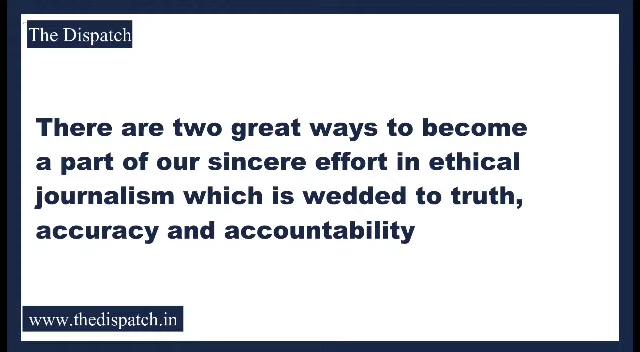 The Dispatch
There are two great ways to become
a part of our sincere effort in ethical
journalism which is wedded to truth,
accuracy and accountability
www.thedispatch.in